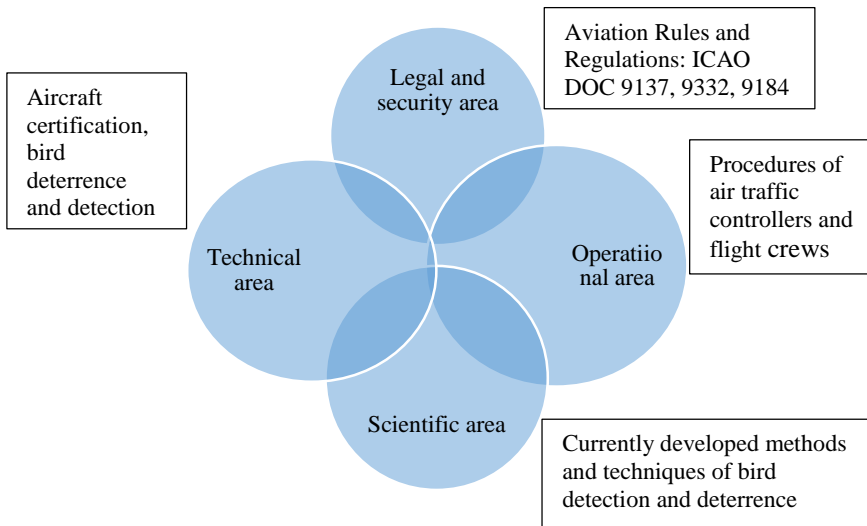 Aviation Rules and
Regulations: ICAO
DOC 9137, 9332, 9184
Legal and
security area
Aircraft
certification,
bird
deterrence
and detection
Procedures of
air traffic
controllers and
flight crews
Technical
area
Operatiio
nal area
Scientific area
Currently developed methods
and techniques of bird
detection and deterrence